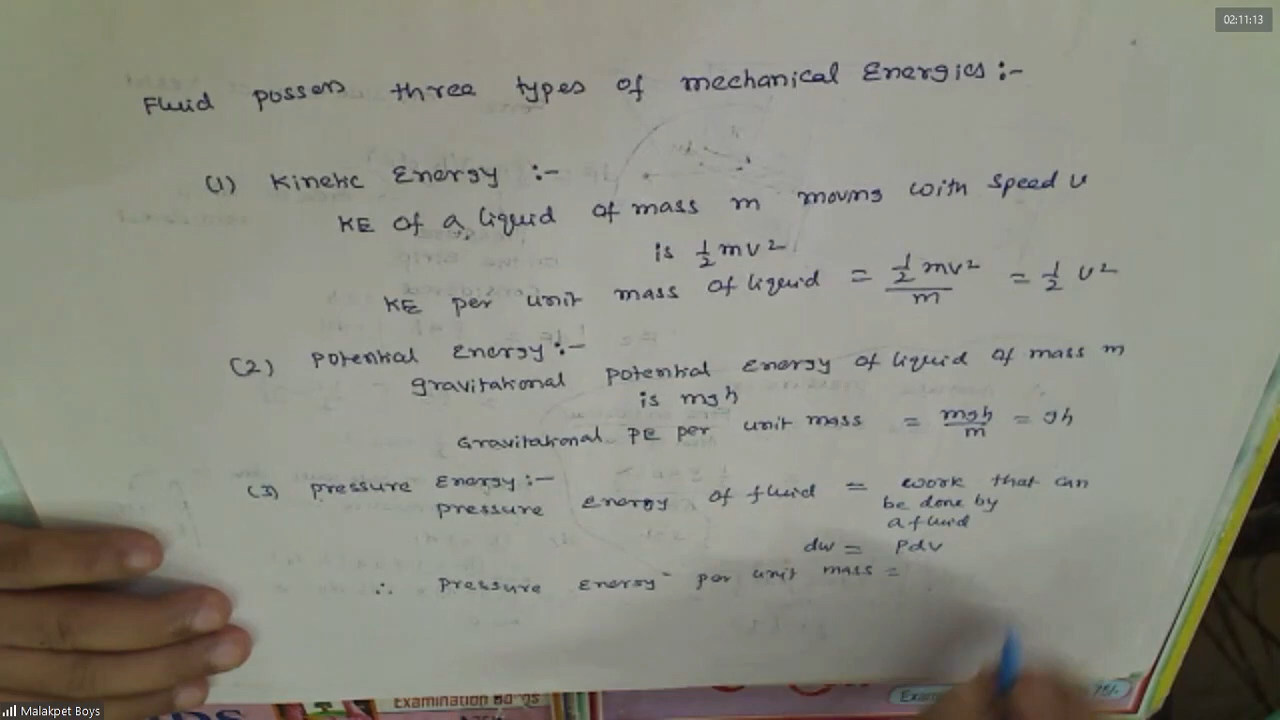 02:11:13
Fluid possess three types of mechanical Energies :-
(1) Kinetic Energy :-
KE of a liquid of mass m moving with speed v
is ½ mv²
KE per unit mass of liquid = ½ mv² / m = ½ v²
(2) Potential Energy :-
gravitational potential energy of liquid of mass m
is mgh
Gravitational PE per unit mass = mgh / m = gh
(3) pressure Energy :-
pressure energy of fluid = work that can
be done by
a fluid
dw = Pdv
∴ pressure Energy per unit mass =
Examination
Malakpet Boys